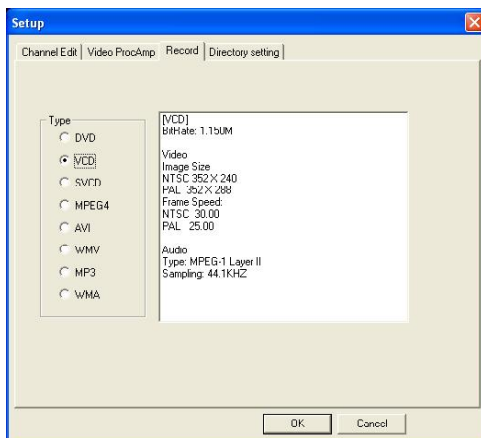 Setup
Channel Edit Video ProcAmp Record Directory setting
Type
DVD
VCD
SVCD
MPEG4
AVI
WMV
MP3
WMA
[VCD]
BitRate: 1.150M
Video
Image Size
NTSC 352 X 240
PAL 352 X 288
Frame Speed:
NTSC 30.00
PAL 25.00
Audio
Type: MPEG-1 Layer II
Sampling: 44.1KHZ
OK Cancel